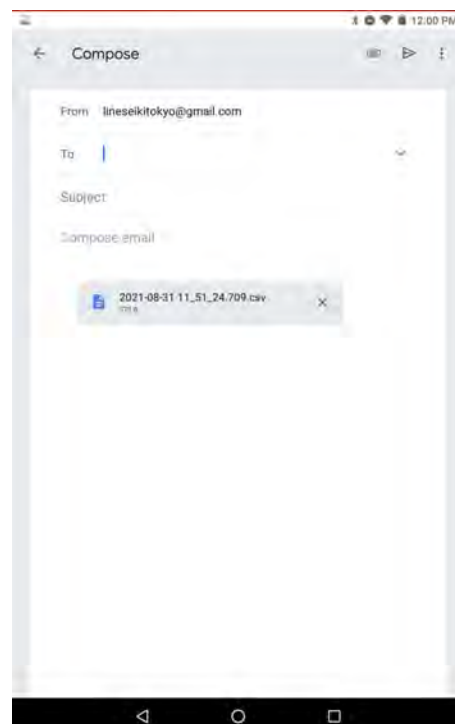 12:00 PM
Compose
From lineseikitokyo@gmail.com
To
Subject
Compose email
2021-08-31 11_51_24.709.csv